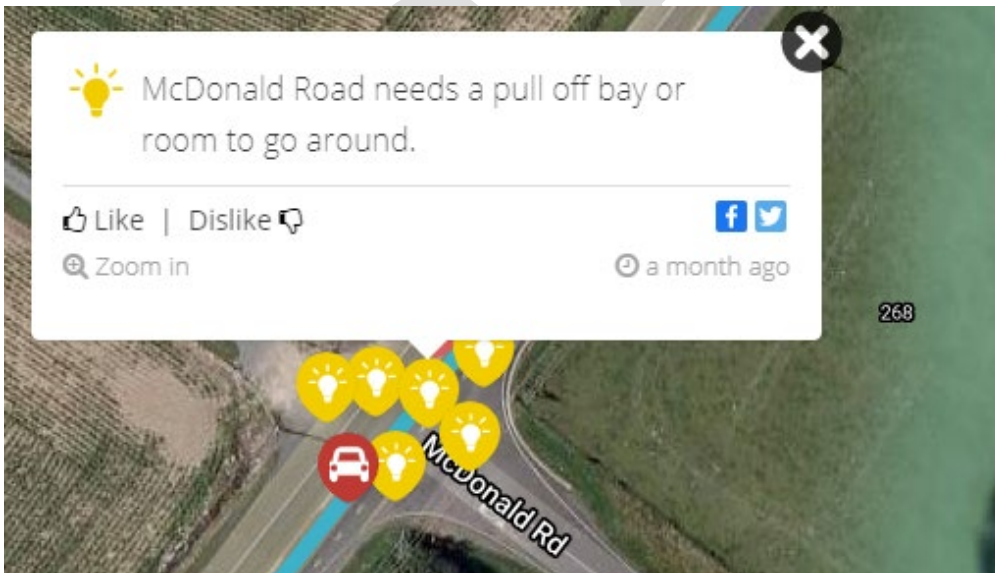 McDonald Road needs a pull off bay or
room to go around.
Like | Dislike
Zoom in
a month ago
268
McDonald Rd